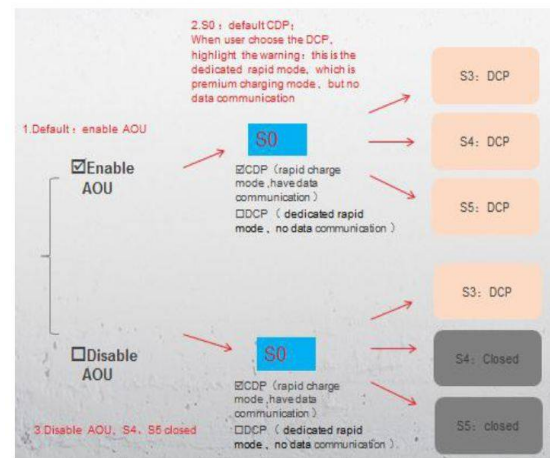 2.S0：default CDP；
When user choose the DCP,
highlight the warning：this is the
dedicated rapid mode, which is
premium charging mode，but no
data communication
1.Default：enable AOU
☑Enable
AOU
S0
☑CDP（rapid charge
mode ,have data
communication ）
☐DCP（ dedicated rapid
mode，no data communication ）
S3：DCP
S4：DCP
S5：DCP
☐Disable
AOU
S0
☑CDP（rapid charge
mode ,have data
communication ）
☐DCP（ dedicated rapid
mode，no data communication ）
S3：DCP
S4：Closed
S5：closed
3.Disable AOU，S4、S5 closed